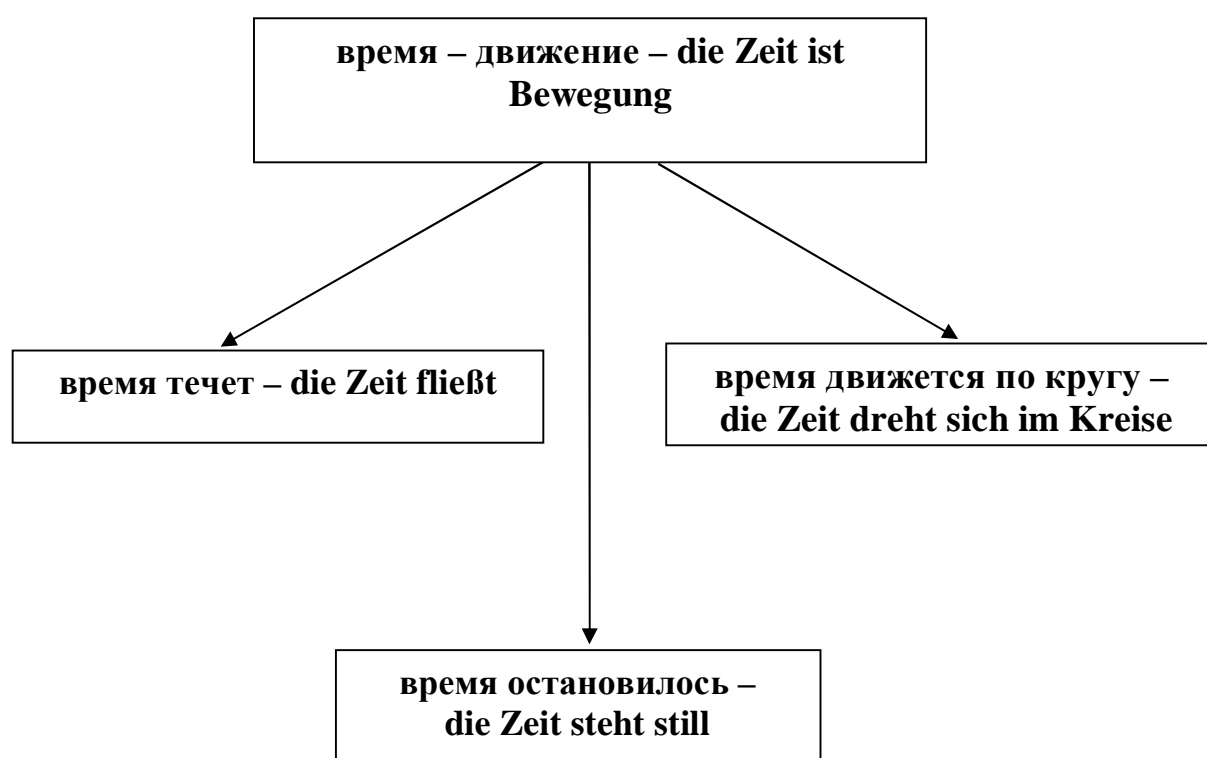 время – движение – die Zeit ist
Bewegung
время течет – die Zeit fließt
время движется по кругу –
die Zeit dreht sich im Kreise
время остановилось –
die Zeit steht still